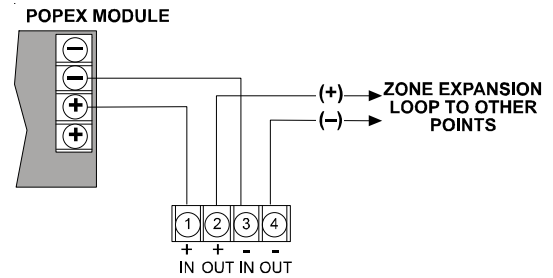 POPEX MODULE
−
−
+
+
(+)
(−)
ZONE EXPANSION
LOOP TO OTHER
POINTS
1 2 3 4
+ + - -
IN OUT IN OUT